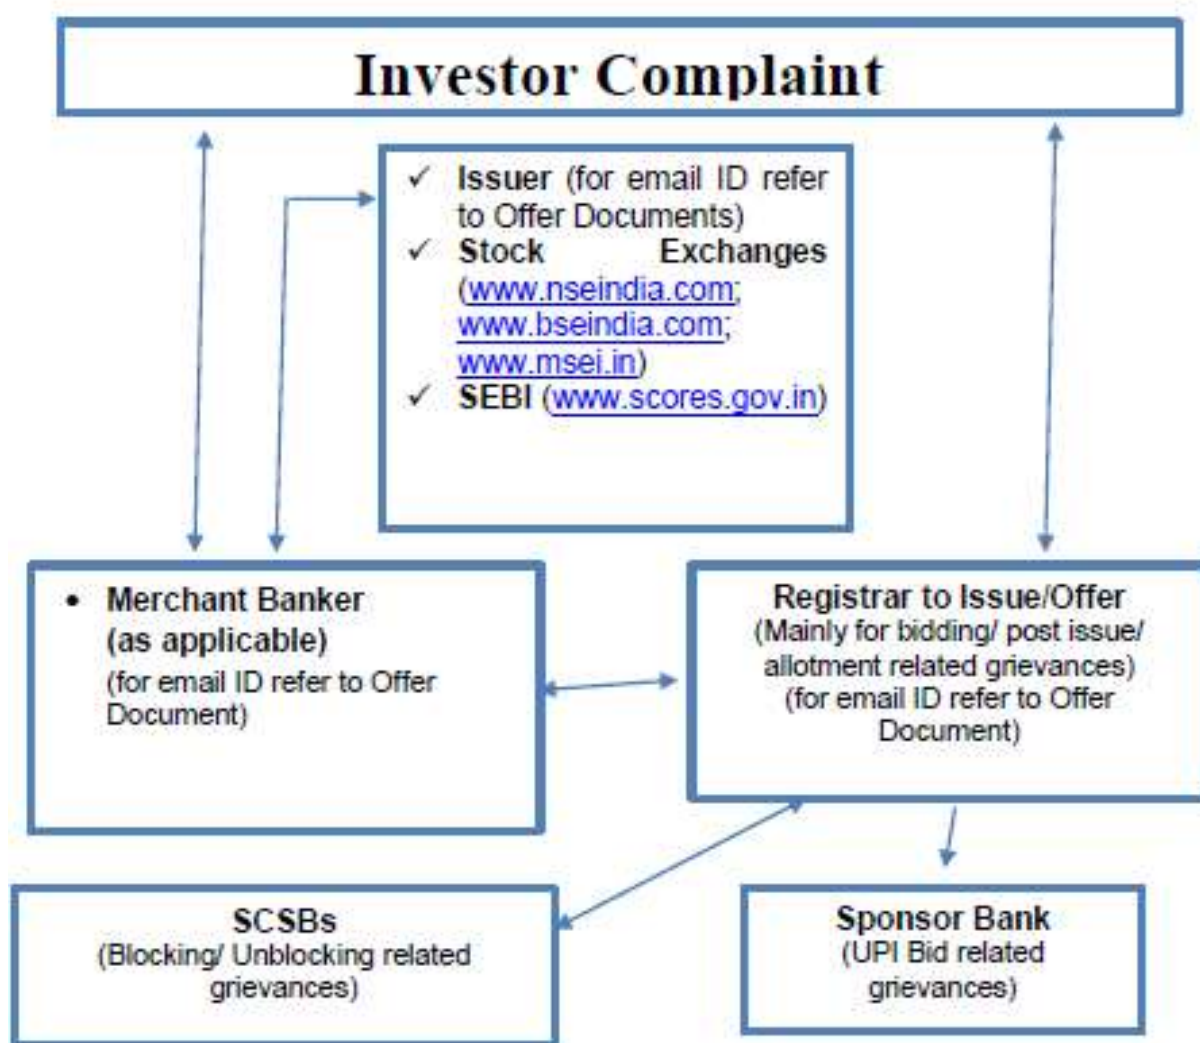 Investor Complaint
✓ Issuer (for email ID refer
to Offer Documents)
✓ Stock Exchanges
(www.nseindia.com;
www.bseindia.com;
www.msei.in)
✓ SEBI (www.scores.gov.in)
• Merchant Banker
(as applicable)
(for email ID refer to Offer
Document)
Registrar to Issue/Offer
(Mainly for bidding/ post issue/
allotment related grievances)
(for email ID refer to Offer
Document)
SCSBs
(Blocking/ Unblocking related
grievances)
Sponsor Bank
(UPI Bid related
grievances)